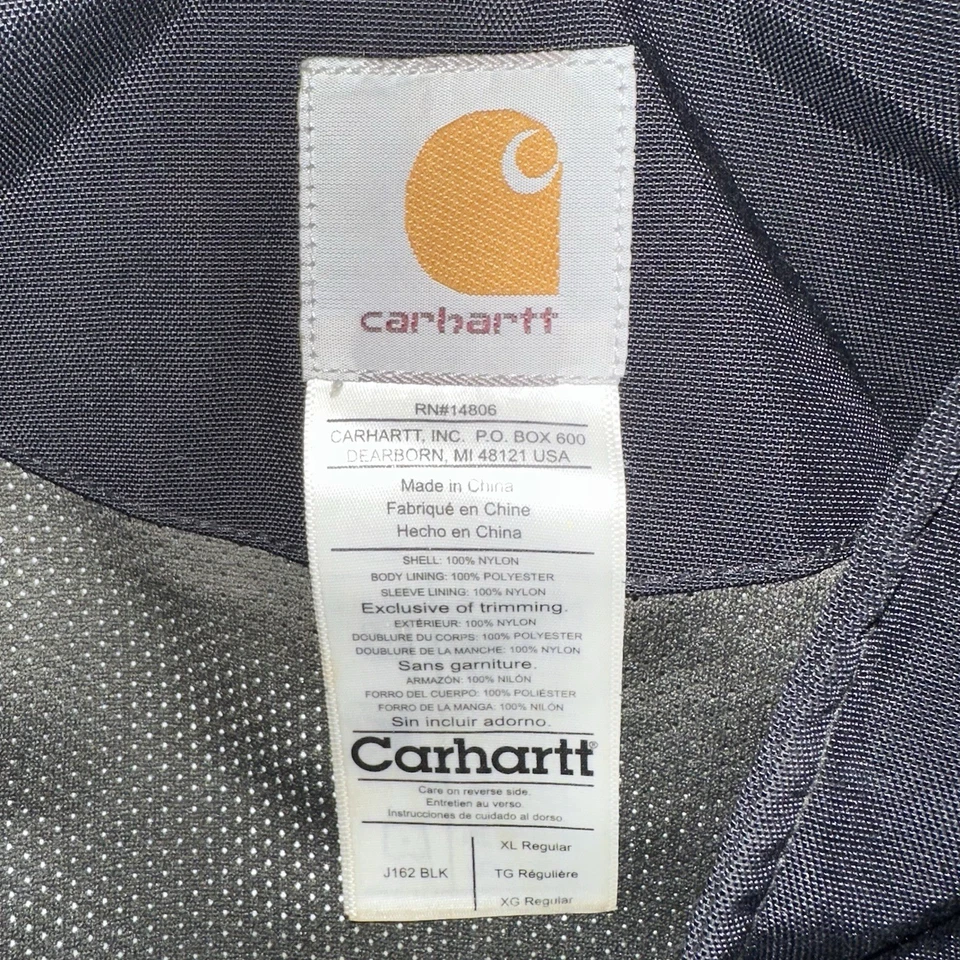 carhartt
RN#14806
CARHARTT, INC. P.O. BOX 600
DEARBORN, MI 48121 USA
Made in China
Fabriqué en Chine
Hecho en China
SHELL: 100% NYLON
BODY LINING: 100% POLYESTER
SLEEVE LINING: 100% NYLON
Exclusive of trimming.
EXTÉRIEUR: 100% NYLON
DOUBLURE DU CORPS: 100% POLYESTER
DOUBLURE DE LA MANCHE: 100% NYLON
Sans garniture.
ARMAZÓN: 100% NILÓN
FORRO DEL CUERPO: 100% POLIÉSTER
FORRO DE LA MANGA: 100% NILÓN
Sin incluir adorno.
Carhartt®
Care on reverse side.
Entretien au verso.
Instrucciones de cuidado al dorso
J162 BLK
XL Regular
TG Régulière
XG Regular